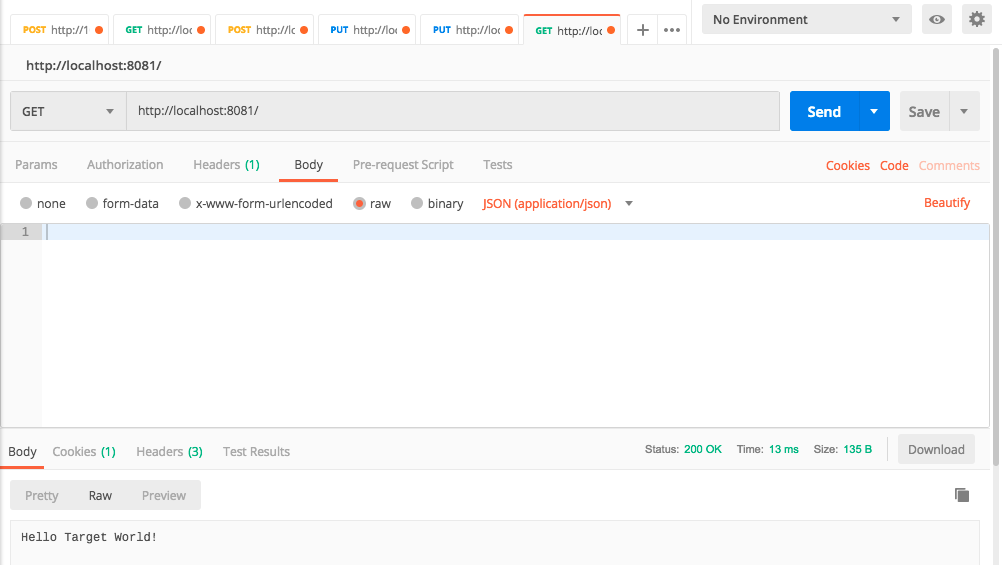 POST http://1 GET http://loc POST http://lc PUT http://loc PUT http://loc GET http://loc No Environment
http://localhost:8081/
GET http://localhost:8081/ Send Save
Params Authorization Headers (1) Body Pre-request Script Tests Cookies Code Comments
none form-data x-www-form-urlencoded raw binary JSON (application/json) Beautify
1
Body Cookies (1) Headers (3) Test Results Status: 200 OK Time: 13 ms Size: 135 B Download
Pretty Raw Preview
Hello Target World!